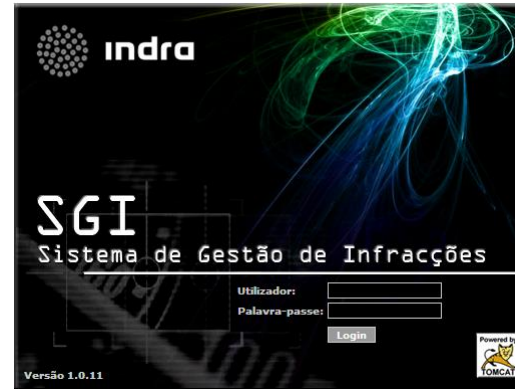 indra
SGI
Sistema de Gestão de Infracções
Utilizador:
Palavra-passe:
Login
Powered by
TOMCAT
Versão 1.0.11